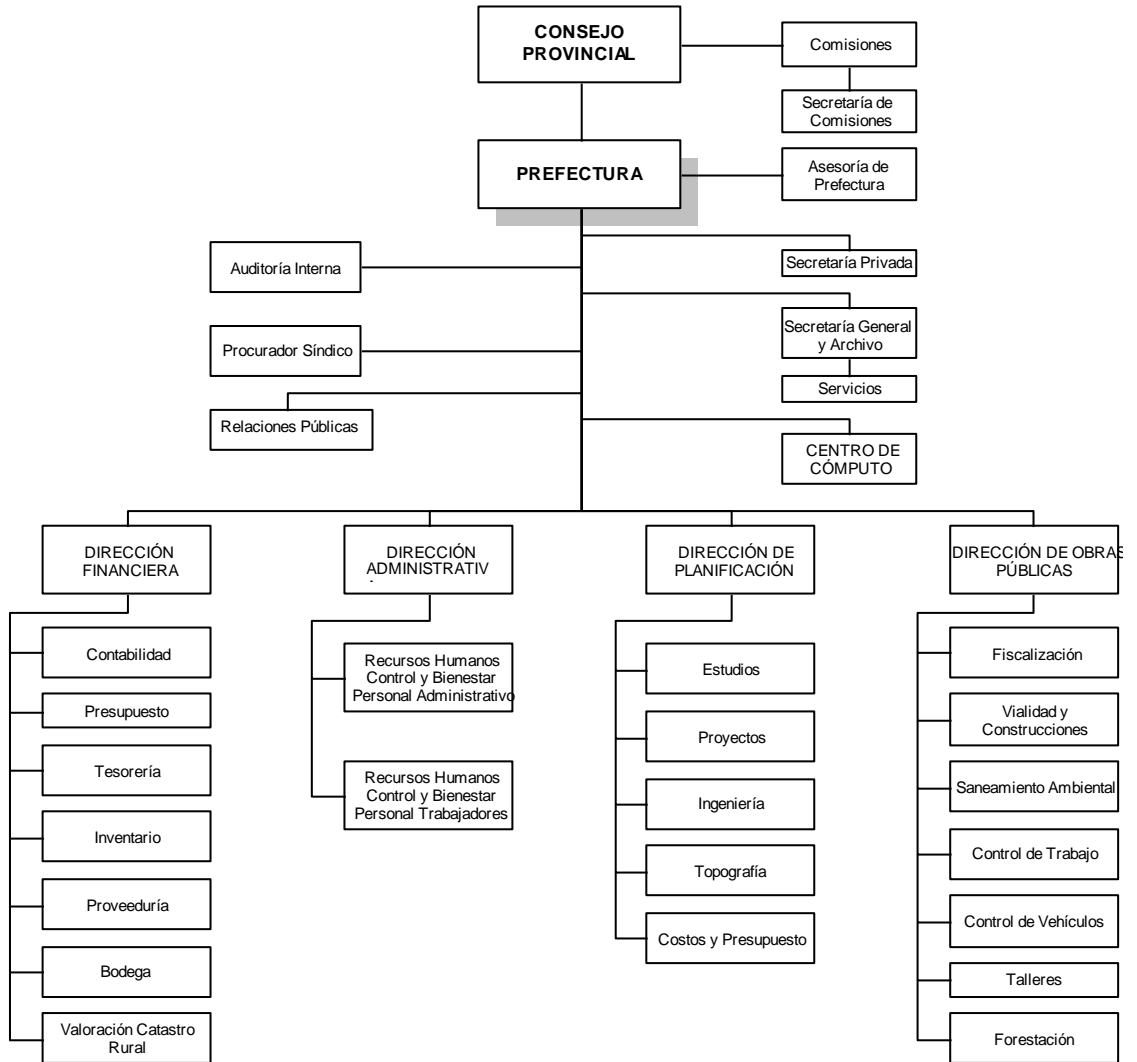 CONSEJO
PROVINCIAL
Comisiones
Secretaría de
Comisiones
PREFECTURA
Asesoría de
Prefectura
Auditoría Interna
Secretaría Privada
Procurador Síndico
Secretaría General
y Archivo
Servicios
Relaciones Públicas
CENTRO DE
CÓMPUTO
DIRECCIÓN
FINANCIERA
DIRECCIÓN
ADMINISTRATIV
DIRECCIÓN DE
PLANIFICACIÓN
DIRECCIÓN DE OBRAS
PÚBLICAS
Contabilidad
Presupuesto
Tesorería
Inventario
Proveeduría
Bodega
Valoración Catastro
Rural
Recursos Humanos
Control y Bienestar
Personal Administrativo
Recursos Humanos
Control y Bienestar
Personal Trabajadores
Estudios
Proyectos
Ingeniería
Topografía
Costos y Presupuesto
Fiscalización
Vialidad y
Construcciones
Saneamiento Ambiental
Control de Trabajo
Control de Vehículos
Talleres
Forestación